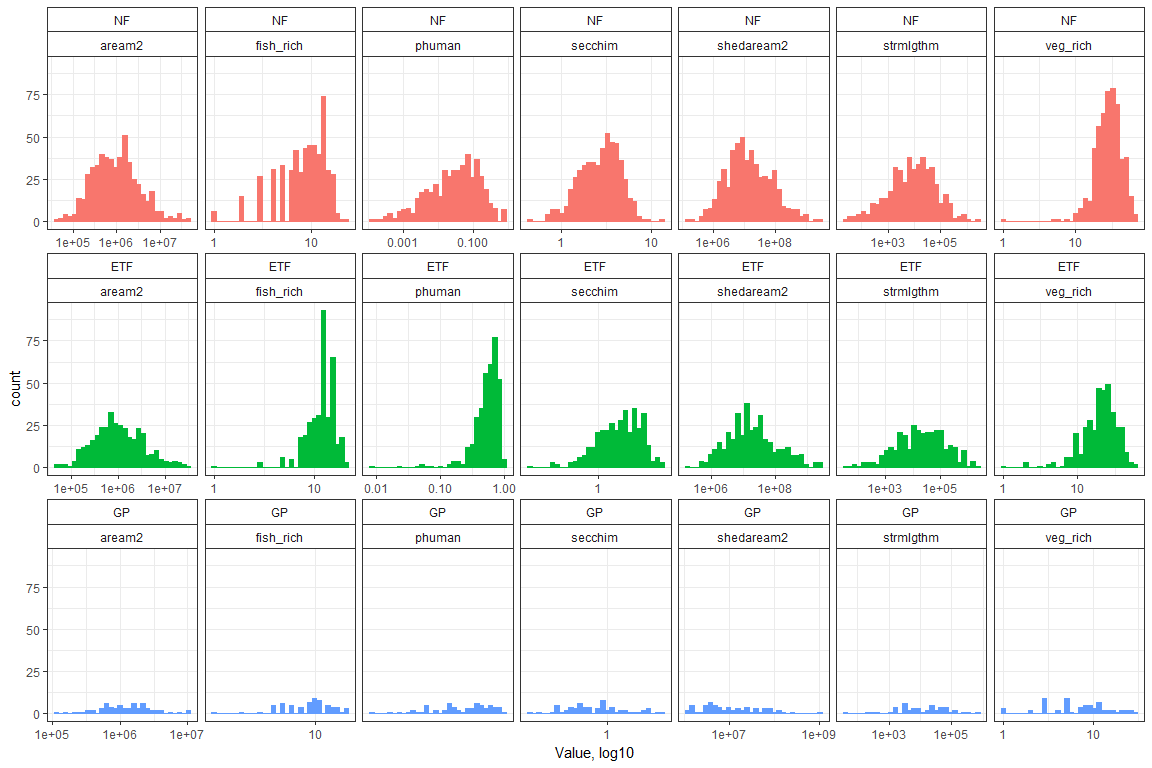 NF NF NF NF NF NF NF
aream2 fish_rich phuman secchim shedaream2 strmlgthm veg_rich
75
50
25
0
1e+05 1e+06 1e+07 1 10 0.001 0.100 1 10 1e+06 1e+08 1e+03 1e+05 1 10
ETF ETF ETF ETF ETF ETF ETF
aream2 fish_rich phuman secchim shedaream2 strmlgthm veg_rich
75
count
50
25
0
1e+05 1e+06 1e+07 1 10 0.01 0.10 1.00 1 1e+06 1e+08 1e+03 1e+05 1 10
GP GP GP GP GP GP GP
aream2 fish_rich phuman secchim shedaream2 strmlgthm veg_rich
75
50
25
0
1e+05 1e+06 1e+07 10 1 1e+07 1e+09 1e+03 1e+05 1 10
Value, log10